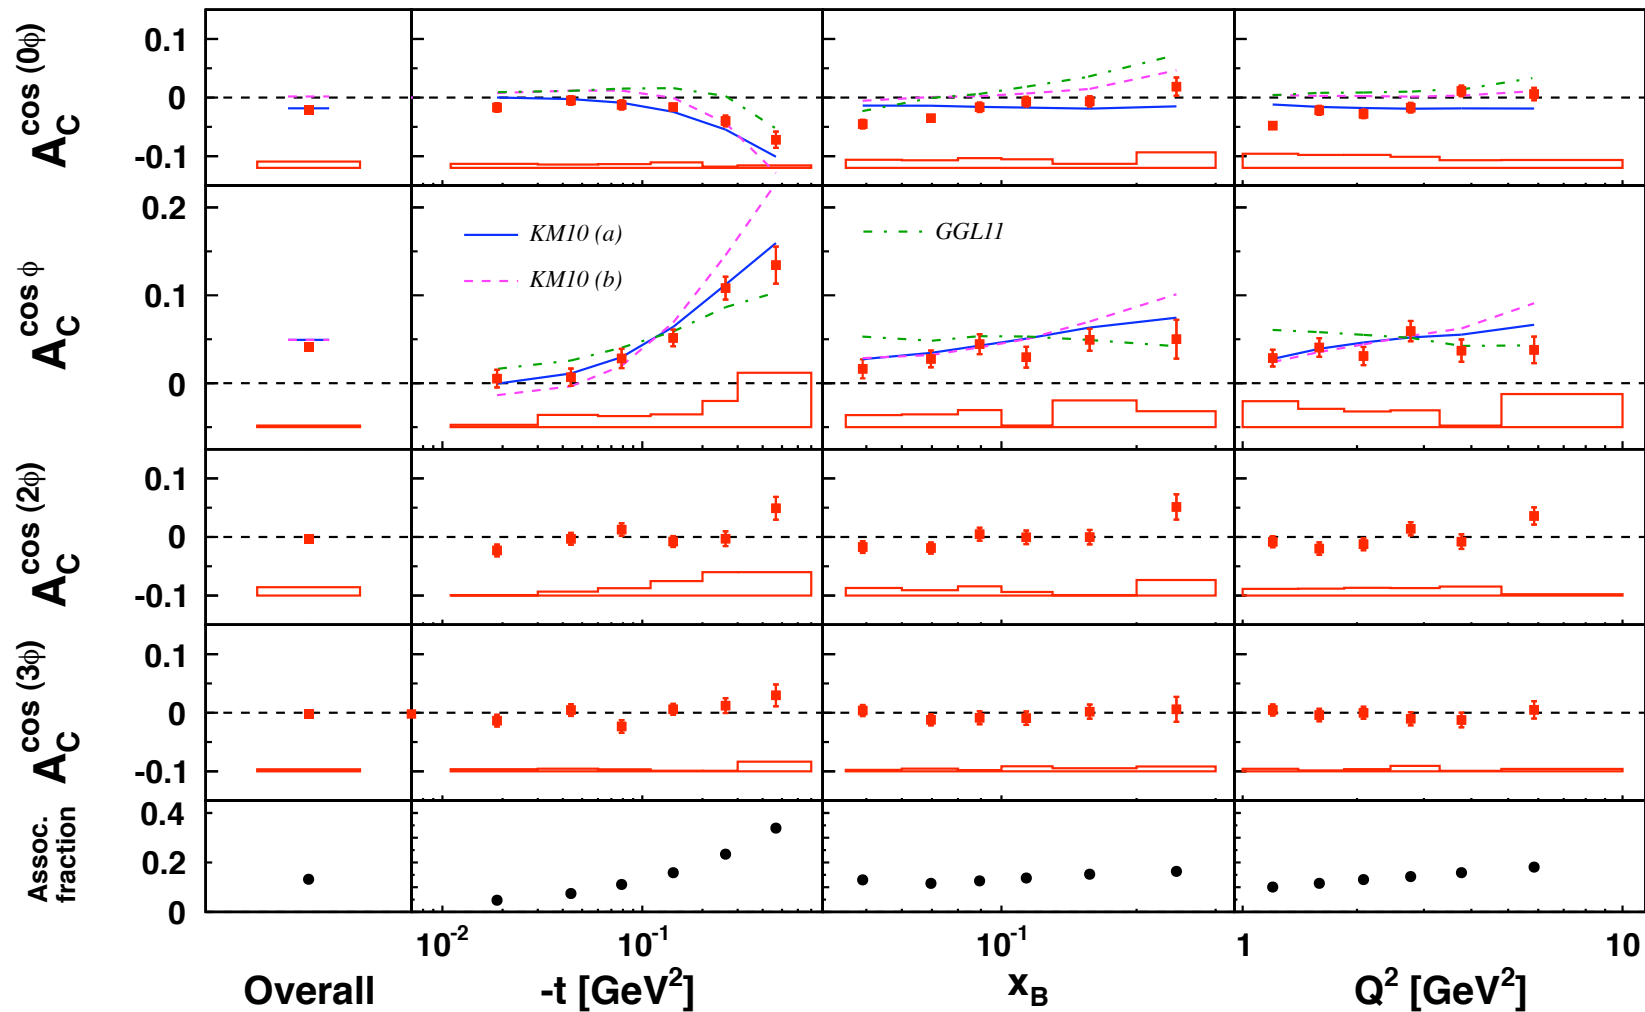 A_C^cos (0φ)
0.1
0
-0.1
A_C^cos φ
0.2
0.1
0
KM10 (a)
KM10 (b)
GGL11
A_C^cos (2φ)
0.1
0
-0.1
A_C^cos (3φ)
0.1
0
-0.1
Assoc.
fraction
0.4
0.2
0
10^-2 10^-1 10^-1 1 10
Overall -t [GeV^2] x_B Q^2 [GeV^2]